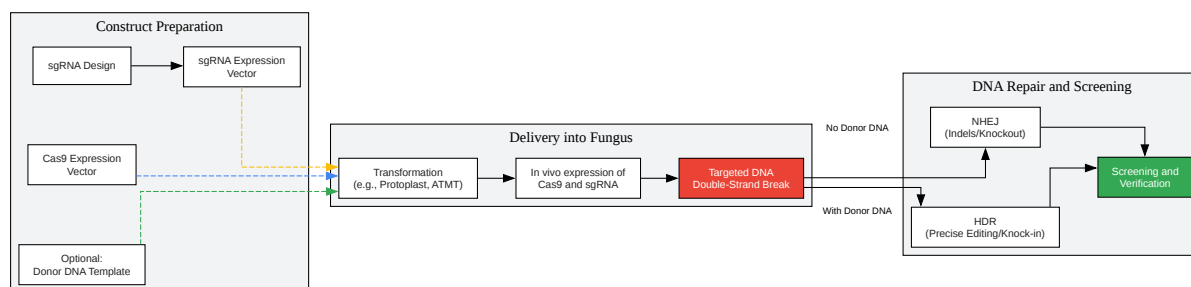 Construct Preparation
sgRNA Design
sgRNA Expression
Vector
Cas9 Expression
Vector
Optional:
Donor DNA Template
Delivery into Fungus
Transformation
(e.g., Protoplast, ATMT)
In vivo expression of
Cas9 and sgRNA
Targeted DNA
Double-Strand Break
No Donor DNA
With Donor DNA
DNA Repair and Screening
NHEJ
(Indels/Knockout)
HDR
(Precise Editing/Knock-in)
Screening and
Verification